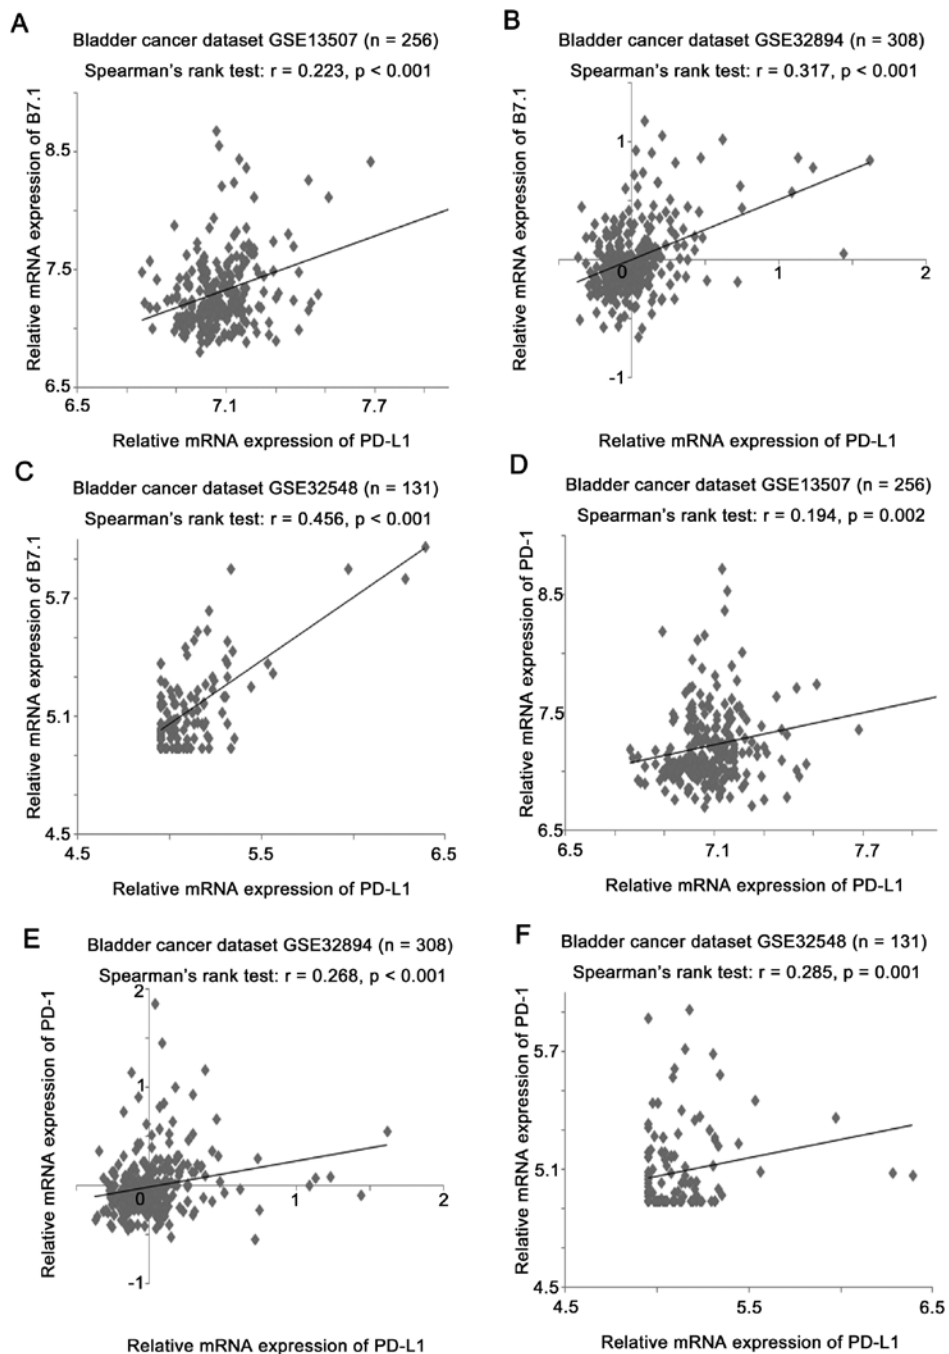 A
Bladder cancer dataset GSE13507 (n = 256)
Spearman's rank test: r = 0.223, p < 0.001
Relative mRNA expression of B7.1
8.5
7.5
6.5
6.5
7.1
7.7
Relative mRNA expression of PD-L1
B
Bladder cancer dataset GSE32894 (n = 308)
Spearman's rank test: r = 0.317, p < 0.001
Relative mRNA expression of B7.1
1
0
1
2
-1
Relative mRNA expression of PD-L1
C
Bladder cancer dataset GSE32548 (n = 131)
Spearman's rank test: r = 0.456, p < 0.001
Relative mRNA expression of B7.1
5.7
5.1
4.5
4.5
5.5
6.5
Relative mRNA expression of PD-L1
D
Bladder cancer dataset GSE13507 (n = 256)
Spearman's rank test: r = 0.194, p = 0.002
Relative mRNA expression of PD-1
8.5
7.5
6.5
6.5
7.1
7.7
Relative mRNA expression of PD-L1
E
Bladder cancer dataset GSE32894 (n = 308)
Spearman's rank test: r = 0.268, p < 0.001
Relative mRNA expression of PD-1
2
1
0
1
2
-1
Relative mRNA expression of PD-L1
F
Bladder cancer dataset GSE32548 (n = 131)
Spearman's rank test: r = 0.285, p = 0.001
Relative mRNA expression of PD-1
5.7
5.1
4.5
4.5
5.5
6.5
Relative mRNA expression of PD-L1